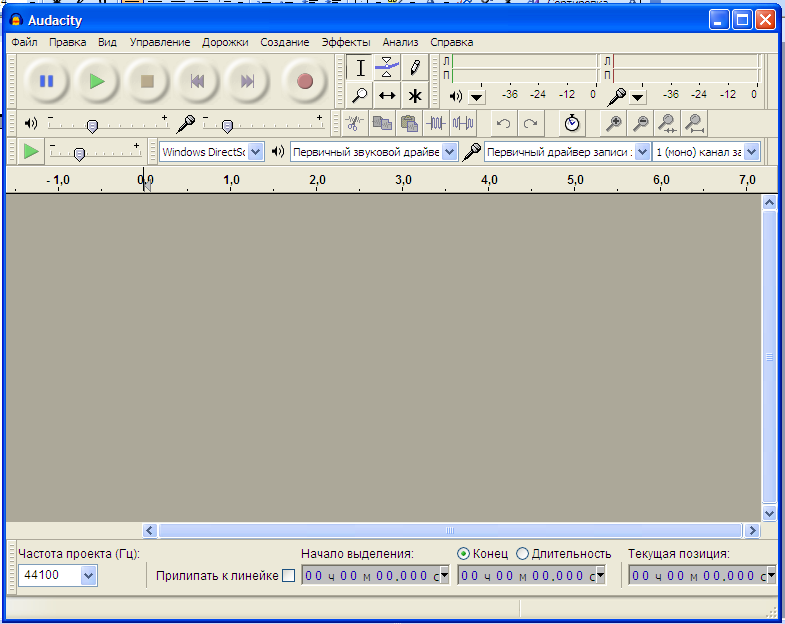 Сортировка
Audacity
Файл Правка Вид Управление Дорожки Создание Эффекты Анализ Справка
Л Л
П П
-36 -24 -12 0 -36 -24 -12 0
- + - +
- + Windows DirectSo Первичный звуковой драйве Первичный драйвер записи : 1 (моно) канал за
- 1,0 0,0 1,0 2,0 3,0 4,0 5,0 6,0 7,0
Частота проекта (Гц): Начало выделения: Конец Длительность Текущая позиция:
44100 Прилипать к линейке 00 ч 00 м 00,000 с 00 ч 00 м 00,000 с 00 ч 00 м 00,000 с